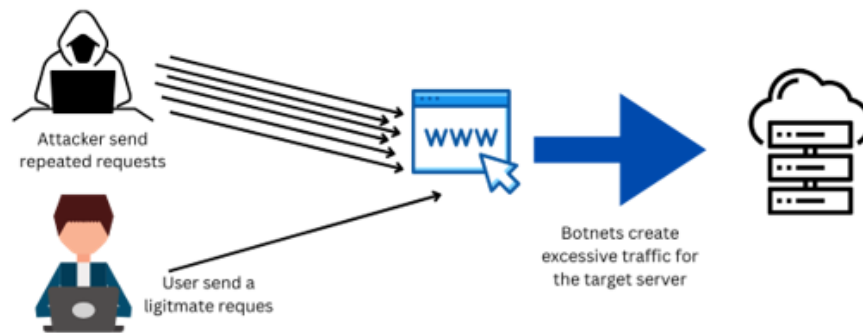 Attacker send
repeated requests
WWW
Botnets create
excessive traffic for
the target server
User send a
ligitmate reques